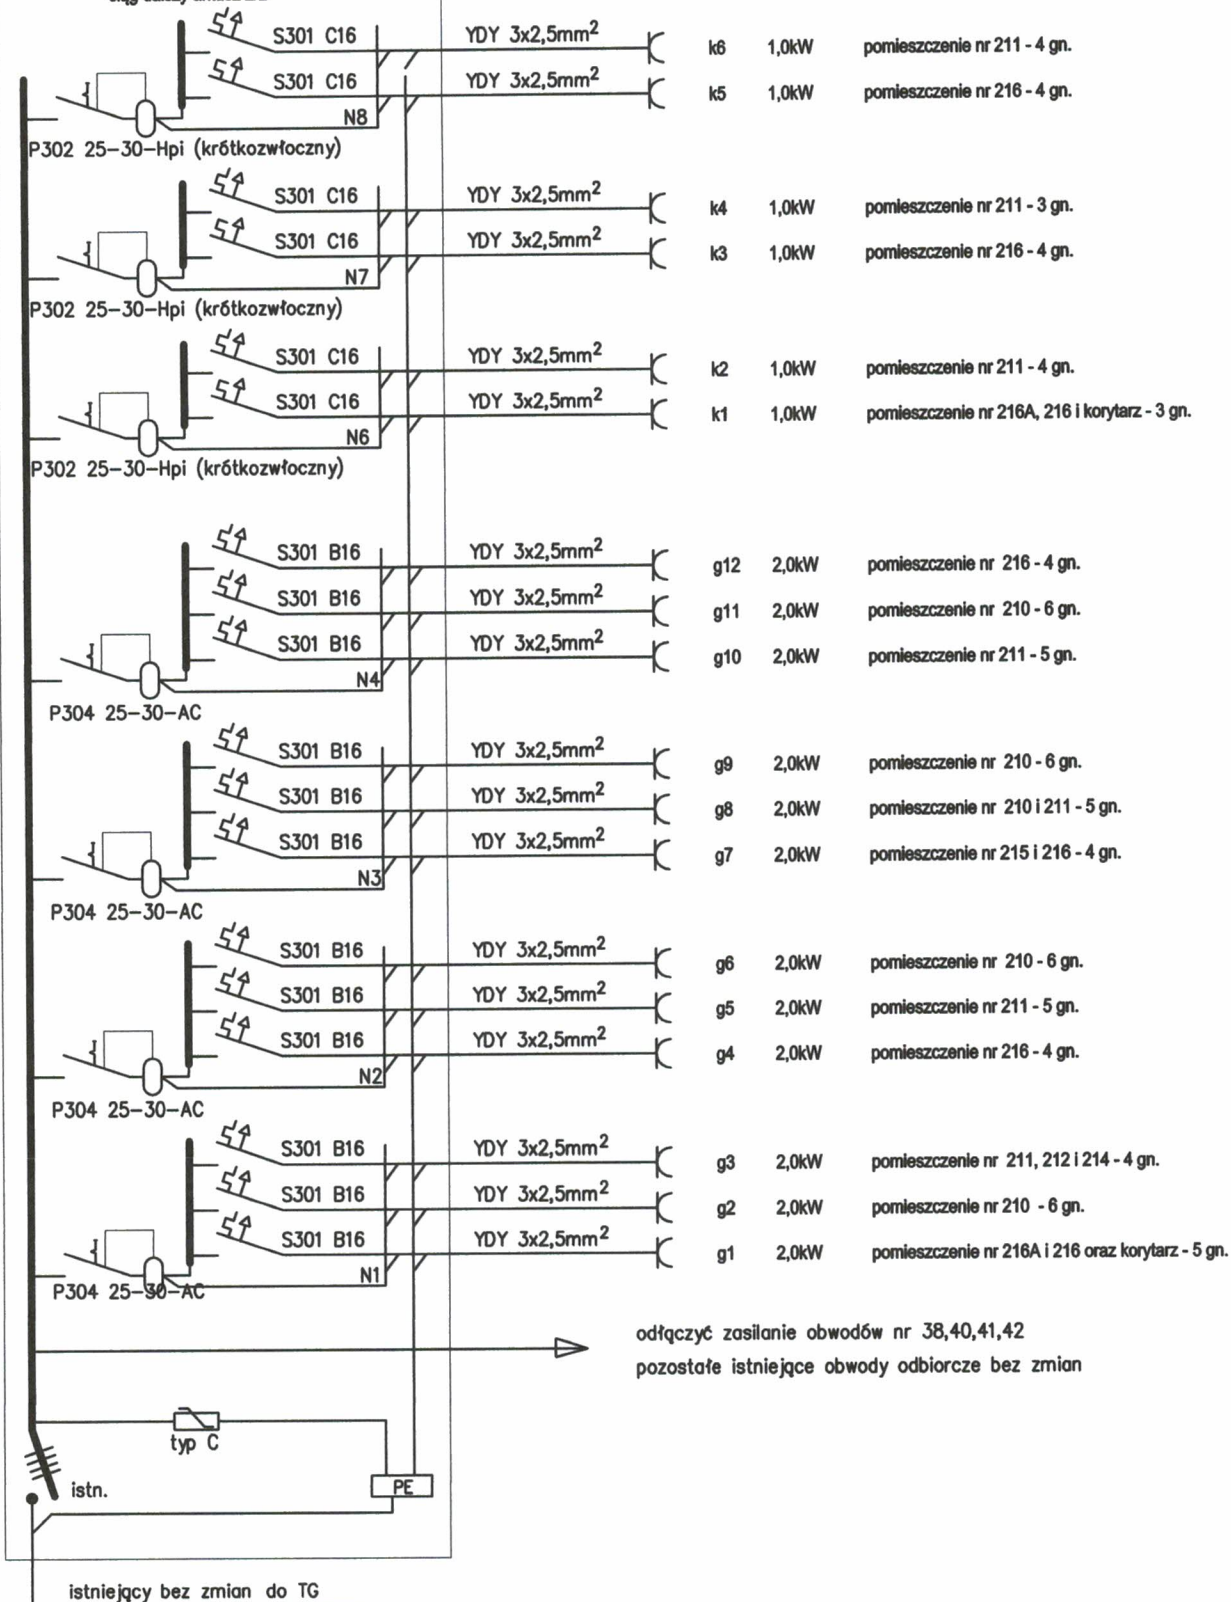 S301 C16 YDY 3x2,5mm² k6 1,0kW pomieszczenie nr 211 - 4 gn.
S301 C16 YDY 3x2,5mm² k5 1,0kW pomieszczenie nr 216 - 4 gn.
N8
P302 25-30-Hpi (krótkozwłoczny)
S301 C16 YDY 3x2,5mm² k4 1,0kW pomieszczenie nr 211 - 3 gn.
S301 C16 YDY 3x2,5mm² k3 1,0kW pomieszczenie nr 216 - 4 gn.
N7
P302 25-30-Hpi (krótkozwłoczny)
S301 C16 YDY 3x2,5mm² k2 1,0kW pomieszczenie nr 211 - 4 gn.
S301 C16 YDY 3x2,5mm² k1 1,0kW pomieszczenie nr 216A, 216 i korytarz - 3 gn.
N6
P302 25-30-Hpi (krótkozwłoczny)
S301 B16 YDY 3x2,5mm² g12 2,0kW pomieszczenie nr 216 - 4 gn.
S301 B16 YDY 3x2,5mm² g11 2,0kW pomieszczenie nr 210 - 6 gn.
S301 B16 YDY 3x2,5mm² g10 2,0kW pomieszczenie nr 211 - 5 gn.
N4
P304 25-30-AC
S301 B16 YDY 3x2,5mm² g9 2,0kW pomieszczenie nr 210 - 6 gn.
S301 B16 YDY 3x2,5mm² g8 2,0kW pomieszczenie nr 210 i 211 - 5 gn.
S301 B16 YDY 3x2,5mm² g7 2,0kW pomieszczenie nr 215 i 216 - 4 gn.
N3
P304 25-30-AC
S301 B16 YDY 3x2,5mm² g6 2,0kW pomieszczenie nr 210 - 6 gn.
S301 B16 YDY 3x2,5mm² g5 2,0kW pomieszczenie nr 211 - 5 gn.
S301 B16 YDY 3x2,5mm² g4 2,0kW pomieszczenie nr 216 - 4 gn.
N2
P304 25-30-AC
S301 B16 YDY 3x2,5mm² g3 2,0kW pomieszczenie nr 211, 212 i 214 - 4 gn.
S301 B16 YDY 3x2,5mm² g2 2,0kW pomieszczenie nr 210 - 6 gn.
S301 B16 YDY 3x2,5mm² g1 2,0kW pomieszczenie nr 216A i 216 oraz korytarz - 5 gn.
N1
P304 25-30-AC
odłączyć zasilanie obwodów nr 38,40,41,42
pozostałe istniejące obwody odbiorcze bez zmian
typ C
PE
istn.
istniejący bez zmian do TG